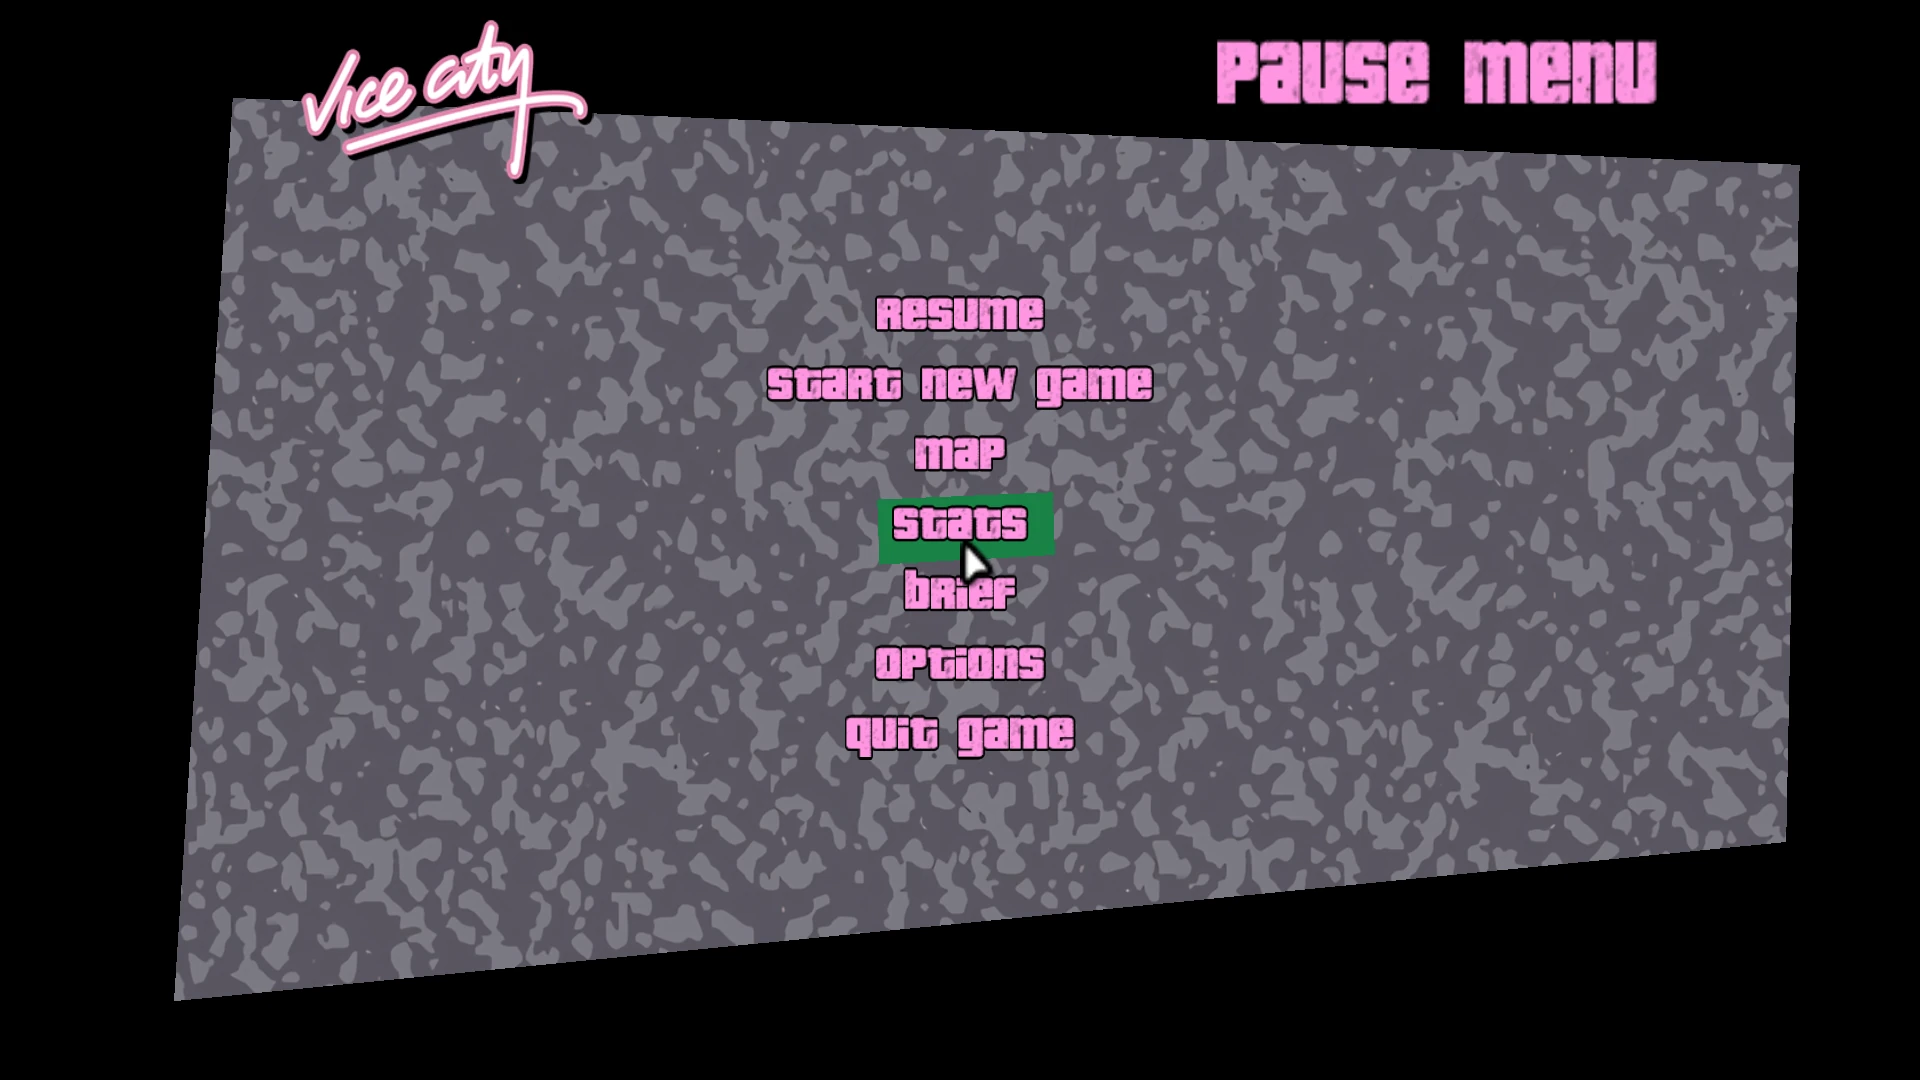 Vice City
Pause Menu
Resume
Start New Game
Map
Stats
Brief
Options
Quit Game